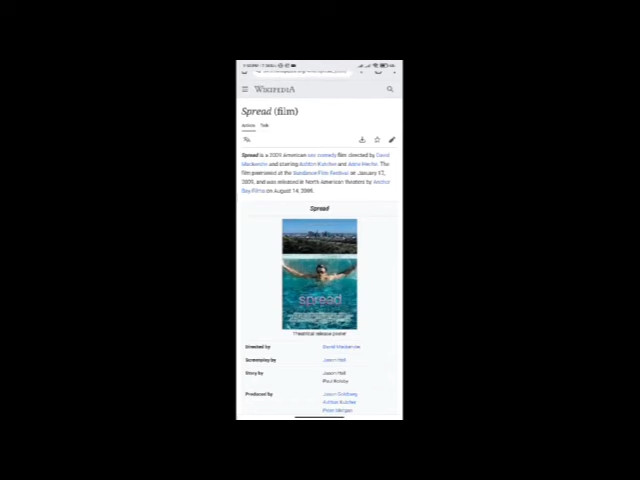 WIKIPEDIA
Spread (film)
Article Talk
Spread is a 2009 American sex comedy film directed by David
Mackenzie and starring Ashton Kutcher and Anne Heche. The
film premiered at the Sundance Film Festival on January 17,
2009, and was released in North American theaters by Anchor
Bay Films on August 14, 2009.
Spread
spread
Theatrical release poster
Directed by David Mackenzie
Screenplay by Jason Hall
Story by Jason Hall
Paul Kolsby
Produced by Jason Goldberg
Ashton Kutcher
Peter Morgan